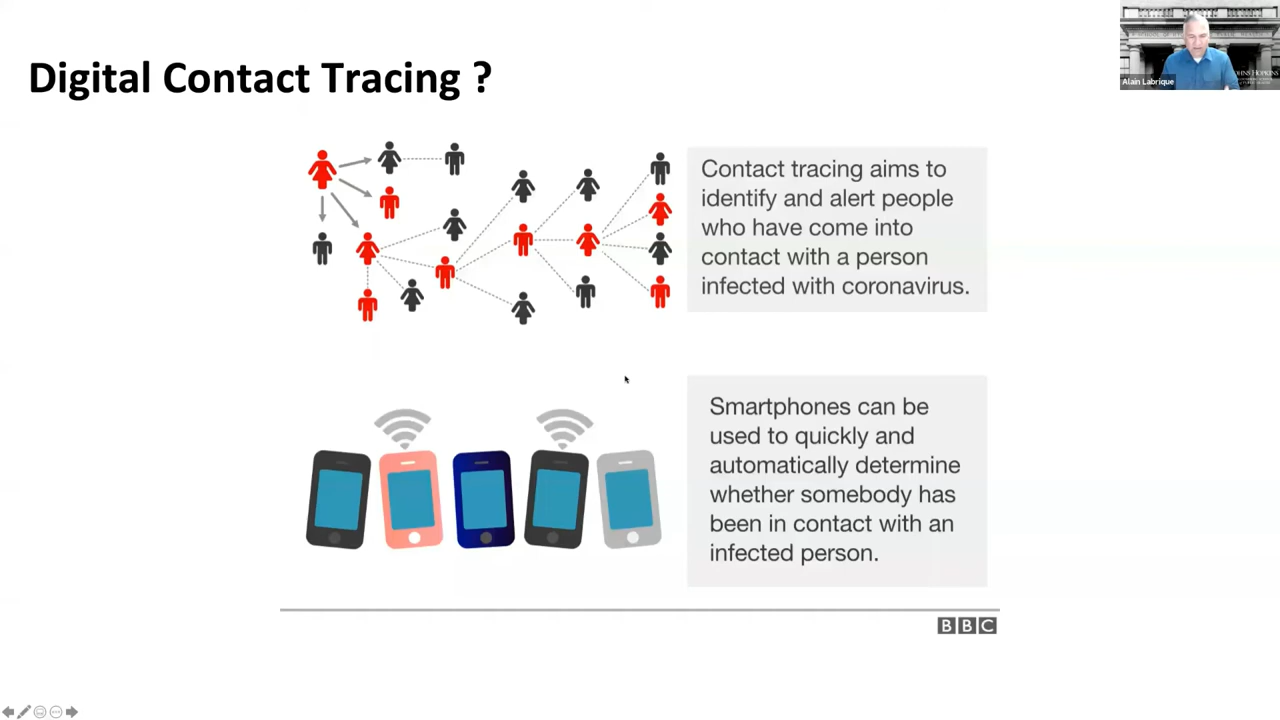 Digital Contact Tracing ?
Alain Labrique
Contact tracing aims to
identify and alert people
who have come into
contact with a person
infected with coronavirus.
Smartphones can be
used to quickly and
automatically determine
whether somebody has
been in contact with an
infected person.
BBC